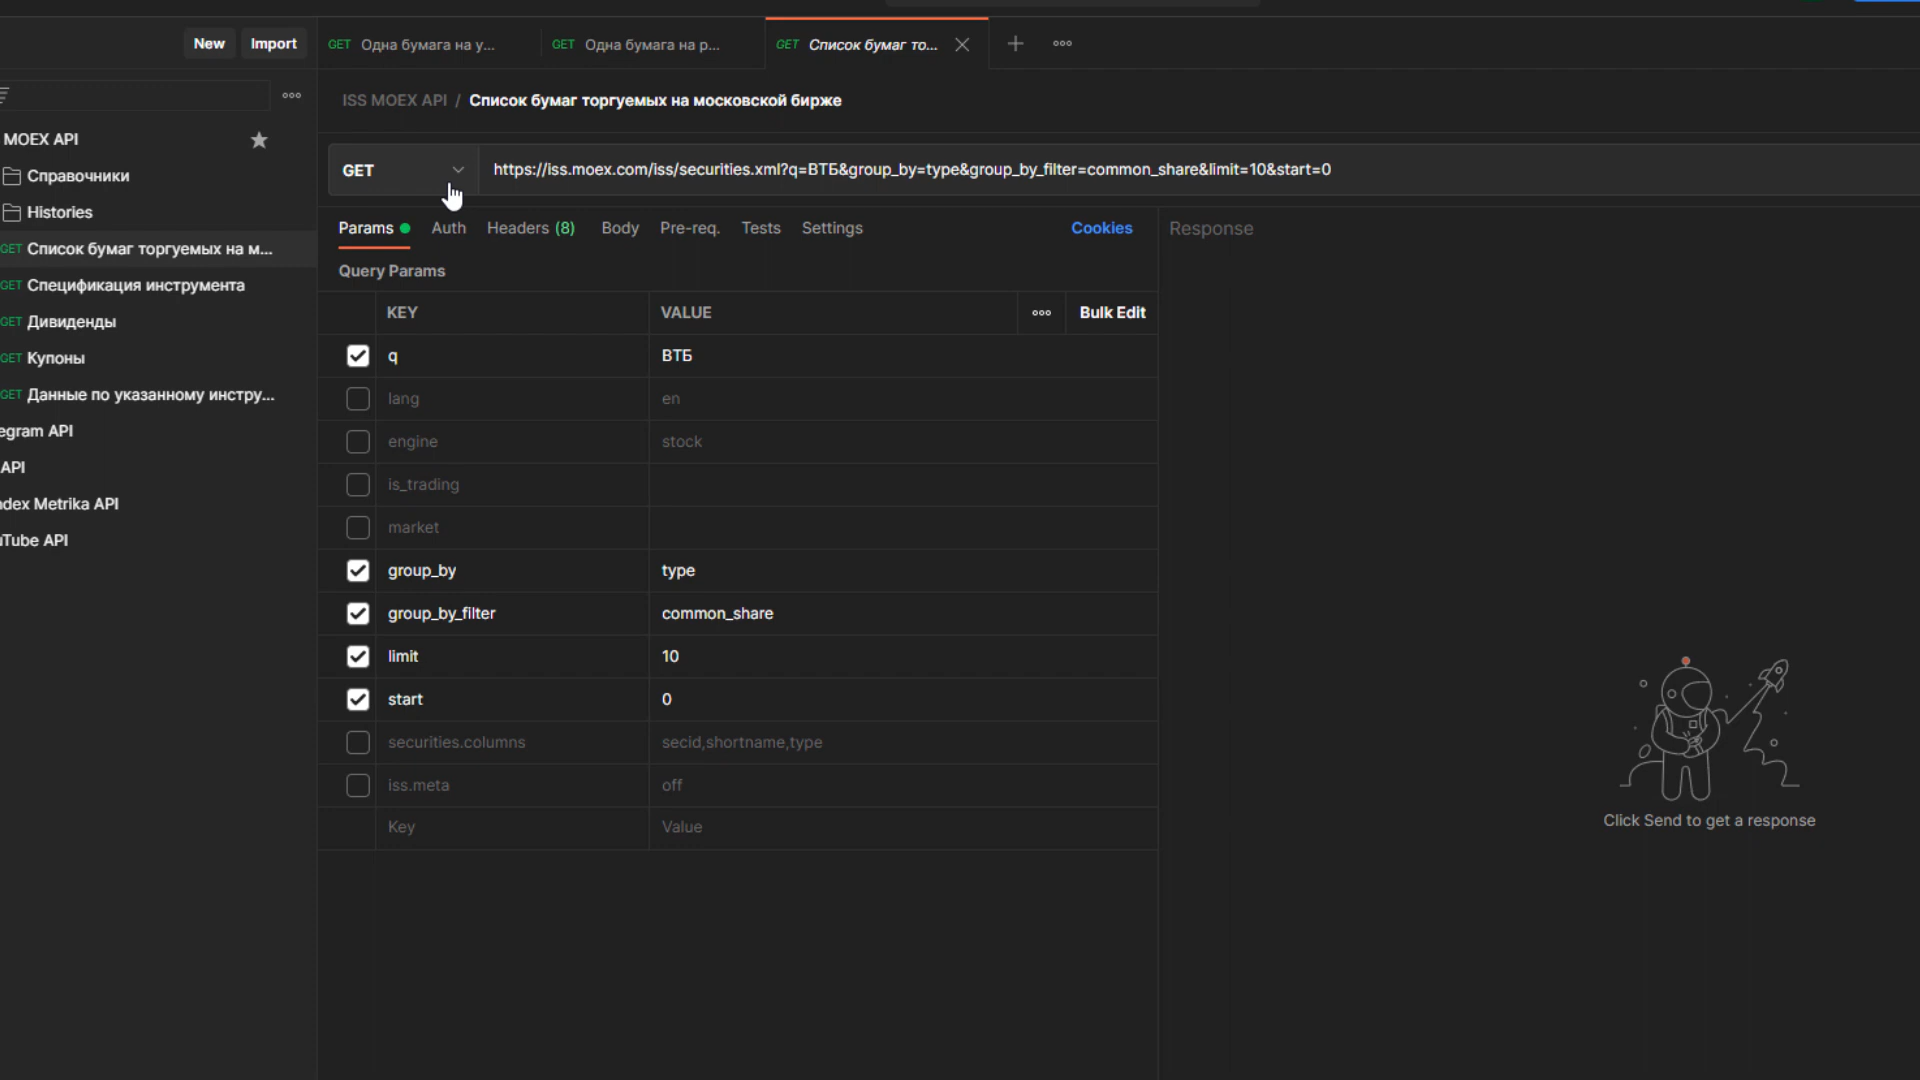 New
Import
GET Одна бумага на у...
GET Одна бумага на р...
GET Список бумаг то...
ISS MOEX API / Список бумаг торгуемых на московской бирже
MOEX API
Справочники
Histories
GET Список бумаг торгуемых на м...
GET Спецификация инструмента
GET Дивиденды
GET Купоны
GET Данные по указанному инстру...
egram API
API
ndex Metrika API
uTube API
GET
https://iss.moex.com/iss/securities.xml?q=ВТБ&group_by=type&group_by_filter=common_share&limit=10&start=0
Params Auth Headers (8) Body Pre-req. Tests Settings
Cookies
Response
Query Params
KEY VALUE Bulk Edit
q ВТБ
lang en
engine stock
is_trading
market
group_by type
group_by_filter common_share
limit 10
start 0
securities.columns secid,shortname,type
iss.meta off
Key Value
Click Send to get a response